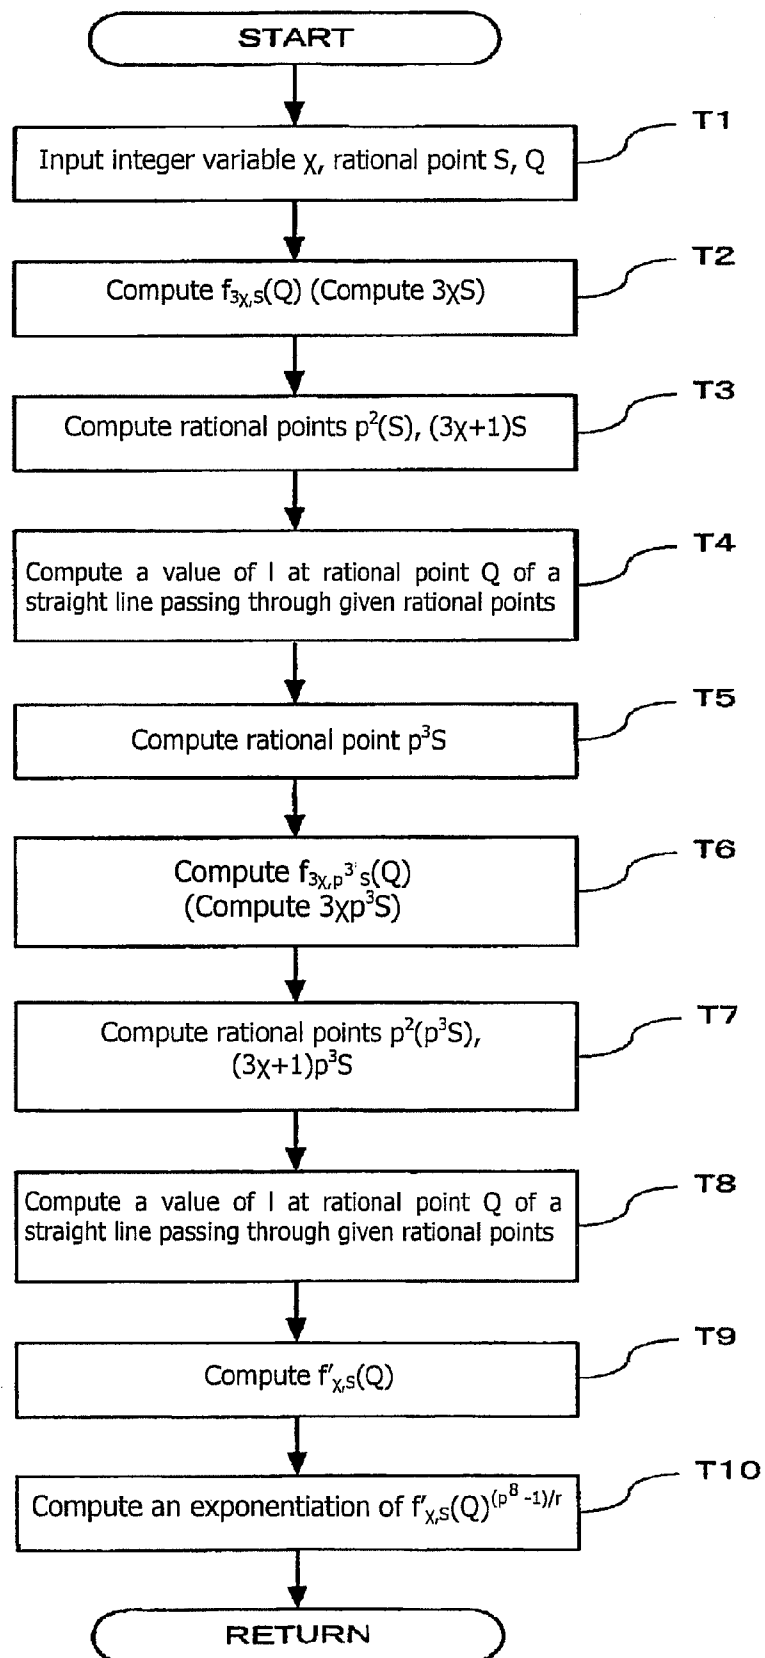 START
T1
Input integer variable χ, rational point S, Q
T2
Compute f₃χ,s(Q) (Compute 3χS)
T3
Compute rational points p²(S), (3χ+1)S
T4
Compute a value of l at rational point Q of a
straight line passing through given rational points
T5
Compute rational point p³S
T6
Compute f₃χ,p³s(Q)
(Compute 3χp³S)
T7
Compute rational points p²(p³S),
(3χ+1)p³S
T8
Compute a value of l at rational point Q of a
straight line passing through given rational points
T9
Compute f'χ,s(Q)
T10
Compute an exponentiation of f'χ,s(Q)^(p⁸-1)/r
RETURN